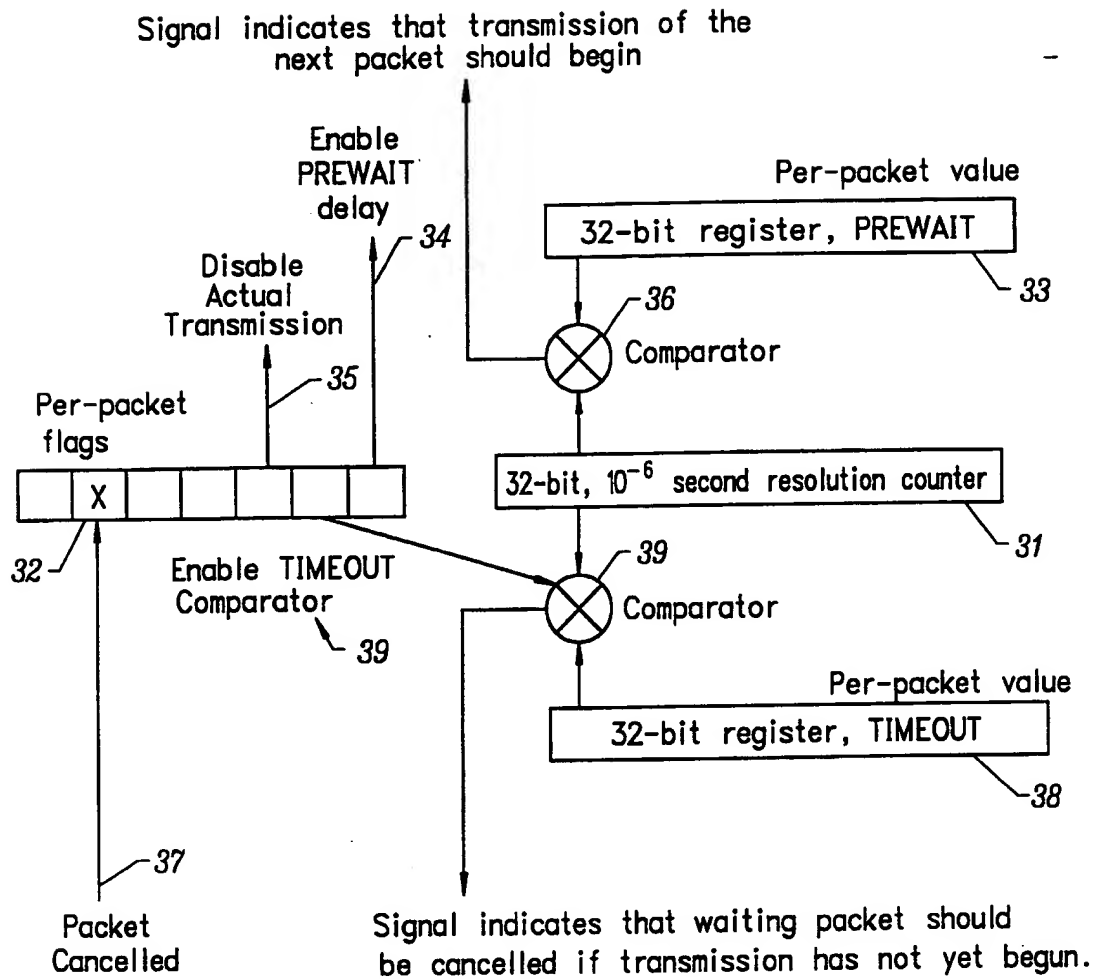 Signal indicates that transmission of the
next packet should begin
Enable
PREWAIT
delay
34
Per-packet value
32-bit register, PREWAIT
33
Disable
Actual
Transmission
35
36
Comparator
Per-packet
flags
X
32
32-bit, 10⁻⁶ second resolution counter
31
Enable TIMEOUT
Comparator
39
39
Comparator
Per-packet value
32-bit register, TIMEOUT
38
37
Packet
Cancelled
Signal indicates that waiting packet should
be cancelled if transmission has not yet begun.